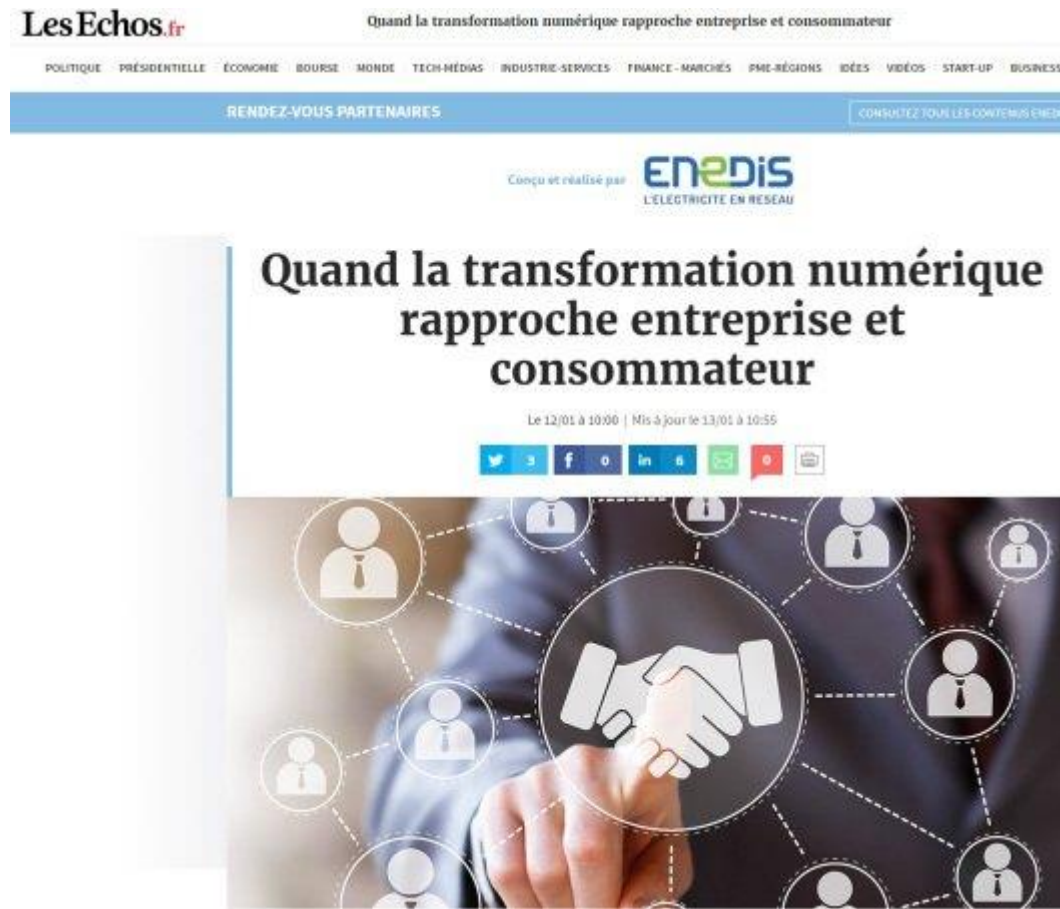 LesEchos.fr
Quand la transformation numérique rapproche entreprise et consommateur
POLITIQUE PRÉSIDENTIELLE ÉCONOMIE BOURSE MONDE TECH-MÉDIAS INDUSTRIE-SERVICES FINANCE - MARCHÉS PME-RÉGIONS IDÉES VIDÉOS START-UP BUSINESS
RENDEZ-VOUS PARTENAIRES
CONSULTEZ TOUS LES CONTENUS ENEDIS
Conçu et réalisé par
ENEDIS
L'ELECTRICITE EN RESEAU
Quand la transformation numérique
rapproche entreprise et
consommateur
Le 12/01 à 10:00 | Mis à jour le 13/01 à 10:55
3 f 0 in 6 0